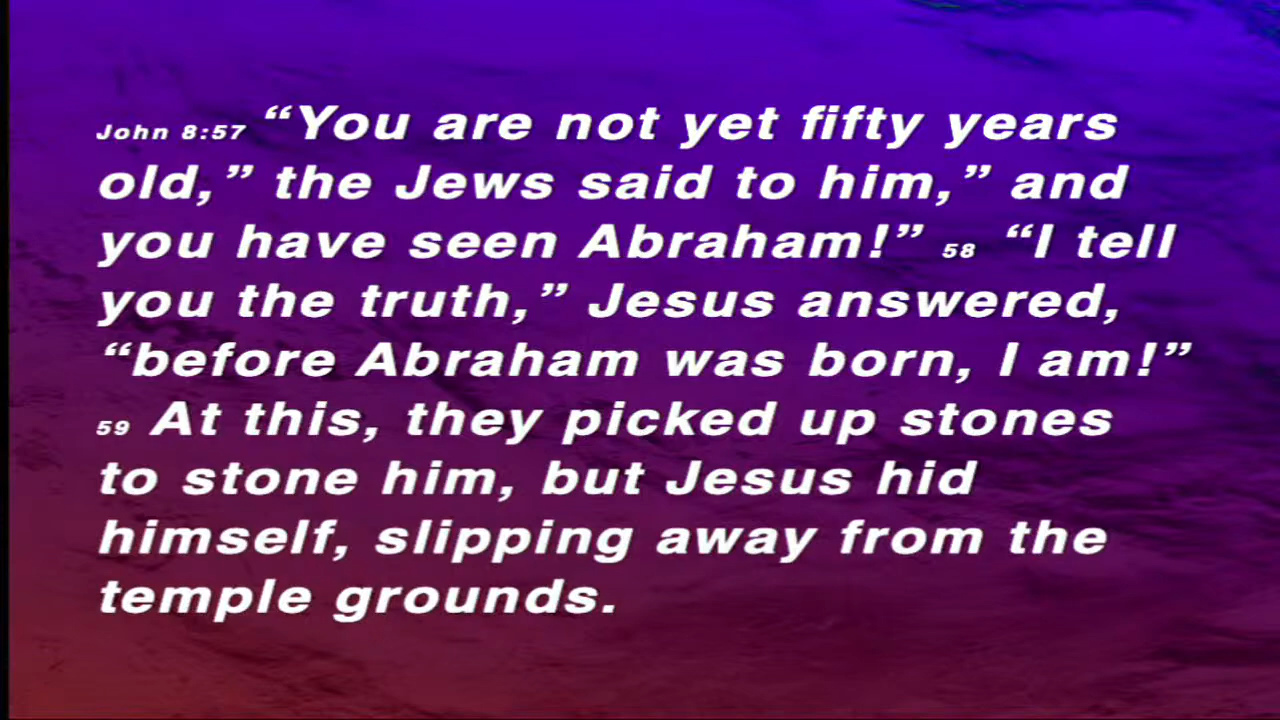 John 8:57 “You are not yet fifty years
old,” the Jews said to him,” and
you have seen Abraham!” 58 “I tell
you the truth,” Jesus answered,
“before Abraham was born, I am!”
59 At this, they picked up stones
to stone him, but Jesus hid
himself, slipping away from the
temple grounds.